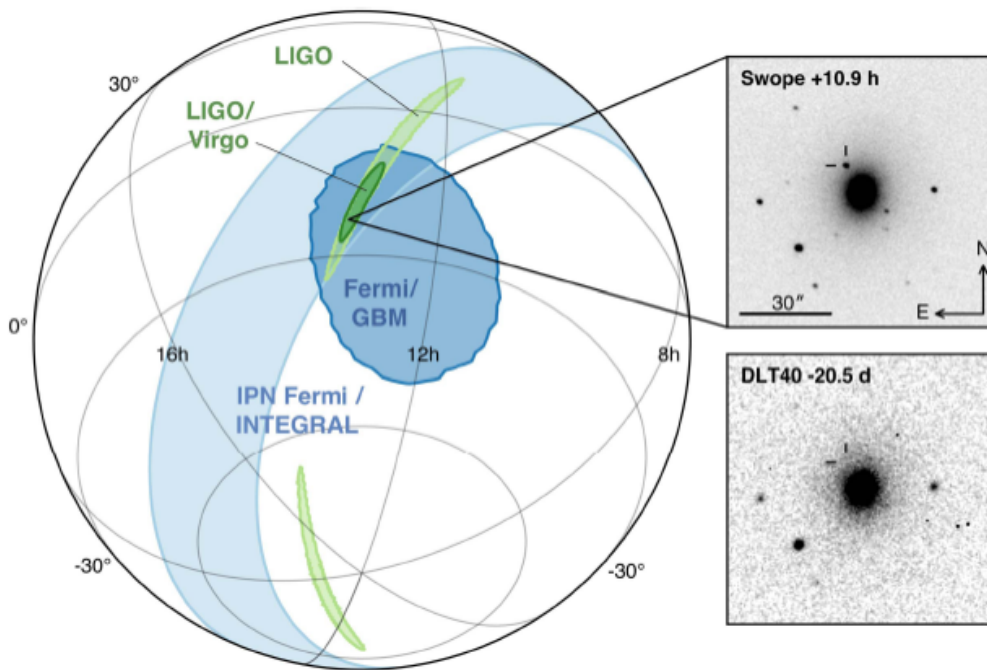 LIGO
LIGO/
Virgo
30°
0°
16h
12h
8h
Fermi/
GBM
IPN Fermi /
INTEGRAL
-30°
-30°
Swope +10.9 h
N
E
30"
DLT40 -20.5 d